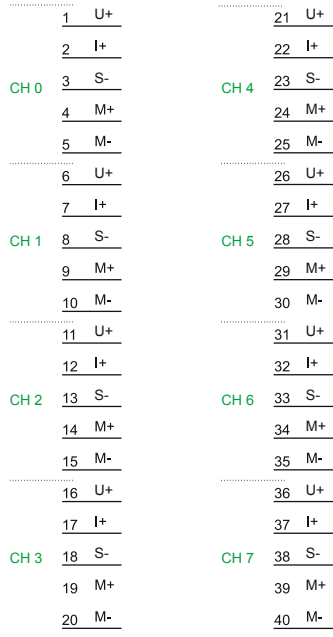 1 U+
2 I+
CH 0 3 S-
4 M+
5 M-
6 U+
7 I+
CH 1 8 S-
9 M+
10 M-
11 U+
12 I+
CH 2 13 S-
14 M+
15 M-
16 U+
17 I+
CH 3 18 S-
19 M+
20 M-
21 U+
22 I+
CH 4 23 S-
24 M+
25 M-
26 U+
27 I+
CH 5 28 S-
29 M+
30 M-
31 U+
32 I+
CH 6 33 S-
34 M+
35 M-
36 U+
37 I+
CH 7 38 S-
39 M+
40 M-